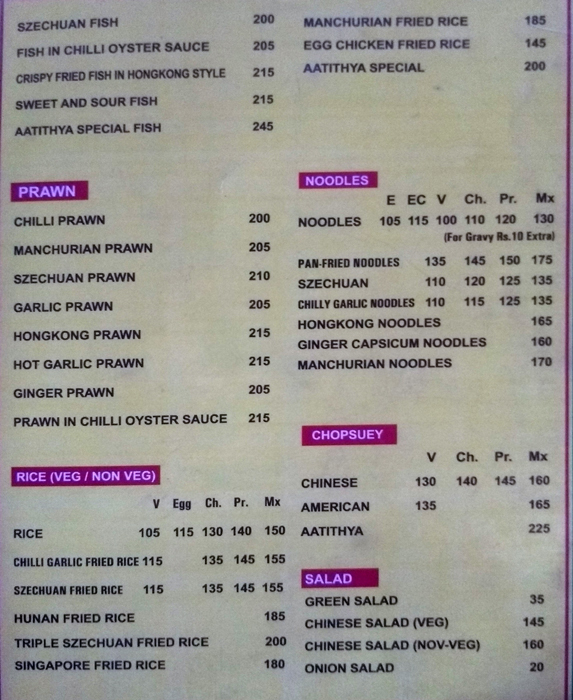 SZECHUAN FISH 200
FISH IN CHILLI OYSTER SAUCE 205
CRISPY FRIED FISH IN HONGKONG STYLE 215
SWEET AND SOUR FISH 215
AATITHYA SPECIAL FISH 245
PRAWN
CHILLI PRAWN 200
MANCHURIAN PRAWN 205
SZECHUAN PRAWN 210
GARLIC PRAWN 205
HONGKONG PRAWN 215
HOT GARLIC PRAWN 215
GINGER PRAWN 205
PRAWN IN CHILLI OYSTER SAUCE 215
RICE (VEG / NON VEG)
V Egg Ch. Pr. Mx
RICE 105 115 130 140 150
CHILLI GARLIC FRIED RICE 115 135 145 155
SZECHUAN FRIED RICE 115 135 145 155
HUNAN FRIED RICE 185
TRIPLE SZECHUAN FRIED RICE 200
SINGAPORE FRIED RICE 180
MANCHURIAN FRIED RICE 185
EGG CHICKEN FRIED RICE 145
AATITHYA SPECIAL 200
NOODLES
E EC V Ch. Pr. Mx
NOODLES 105 115 100 110 120 130
(For Gravy Rs.10 Extra)
PAN-FRIED NOODLES 135 145 150 175
SZECHUAN 110 120 125 135
CHILLY GARLIC NOODLES 110 115 125 135
HONGKONG NOODLES 165
GINGER CAPSICUM NOODLES 160
MANCHURIAN NOODLES 170
CHOPSUEY
V Ch. Pr. Mx
CHINESE 130 140 145 160
AMERICAN 135 165
AATITHYA 225
SALAD
GREEN SALAD 35
CHINESE SALAD (VEG) 145
CHINESE SALAD (NOV-VEG) 160
ONION SALAD 20